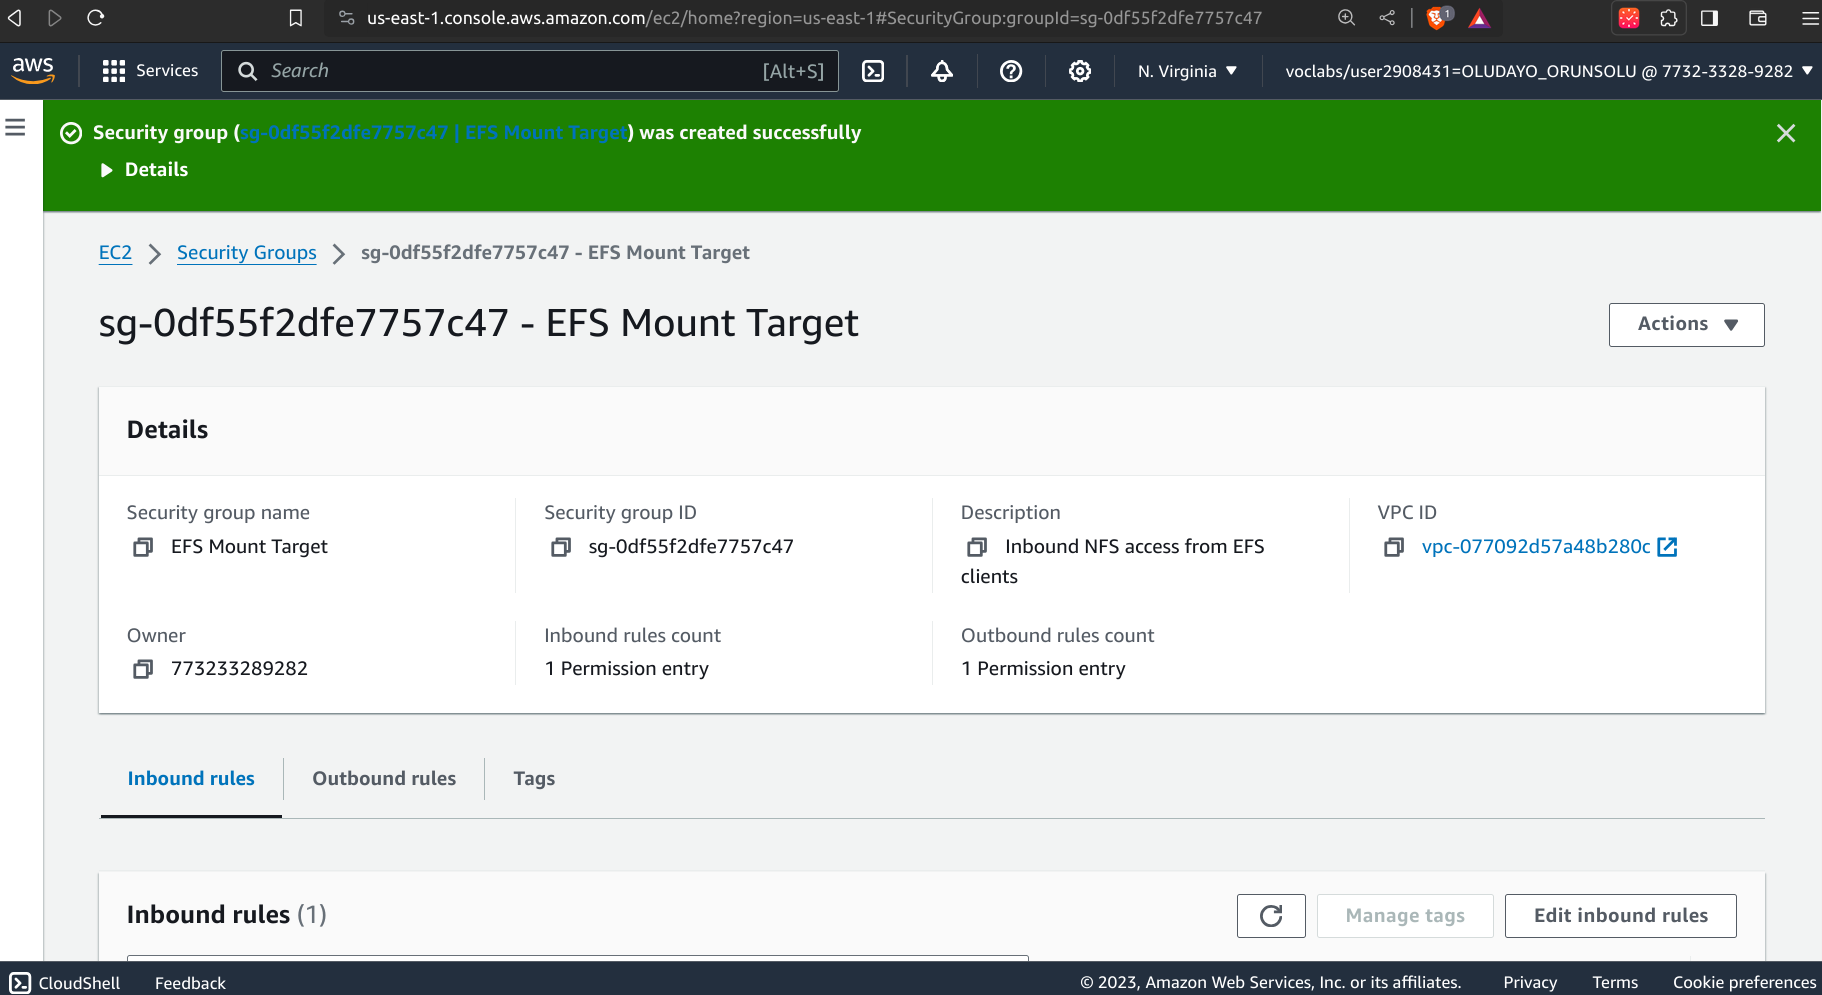 us-east-1.console.aws.amazon.com/ec2/home?region=us-east-1#SecurityGroup:groupId=sg-0df55f2dfe7757c47
1
aws
Services
Search
[Alt+S]
N. Virginia
voclabs/user2908431=OLUDAYO_ORUNSOLU @ 7732-3328-9282
Security group (sg-0df55f2dfe7757c47 | EFS Mount Target) was created successfully
Details
EC2
Security Groups
sg-0df55f2dfe7757c47 - EFS Mount Target
sg-0df55f2dfe7757c47 - EFS Mount Target
Actions
Details
Security group name
EFS Mount Target
Security group ID
sg-0df55f2dfe7757c47
Description
Inbound NFS access from EFS
clients
VPC ID
vpc-077092d57a48b280c
Owner
773233289282
Inbound rules count
1 Permission entry
Outbound rules count
1 Permission entry
Inbound rules
Outbound rules
Tags
Inbound rules (1)
Manage tags
Edit inbound rules
CloudShell
Feedback
© 2023, Amazon Web Services, Inc. or its affiliates.
Privacy
Terms
Cookie preferences